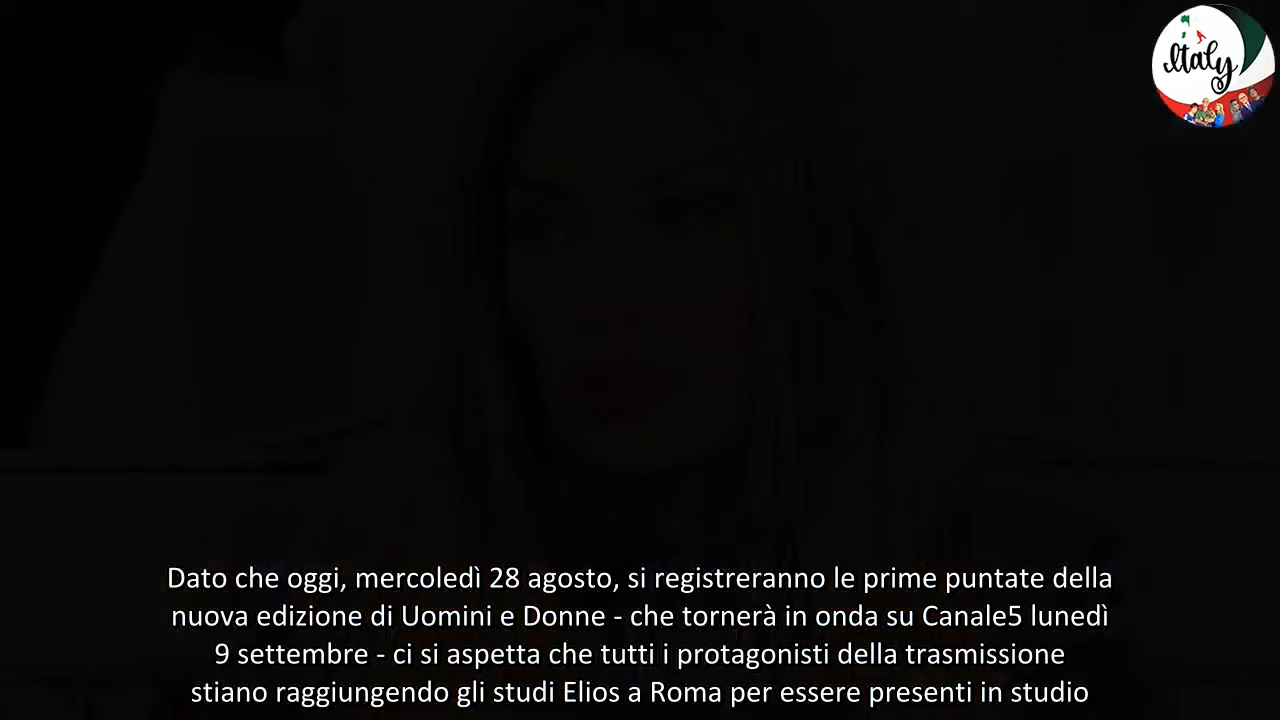 Italy
Dato che oggi, mercoledì 28 agosto, si registreranno le prime puntate della
nuova edizione di Uomini e Donne - che tornerà in onda su Canale5 lunedì
9 settembre - ci si aspetta che tutti i protagonisti della trasmissione
stiano raggiungendo gli studi Elios a Roma per essere presenti in studio